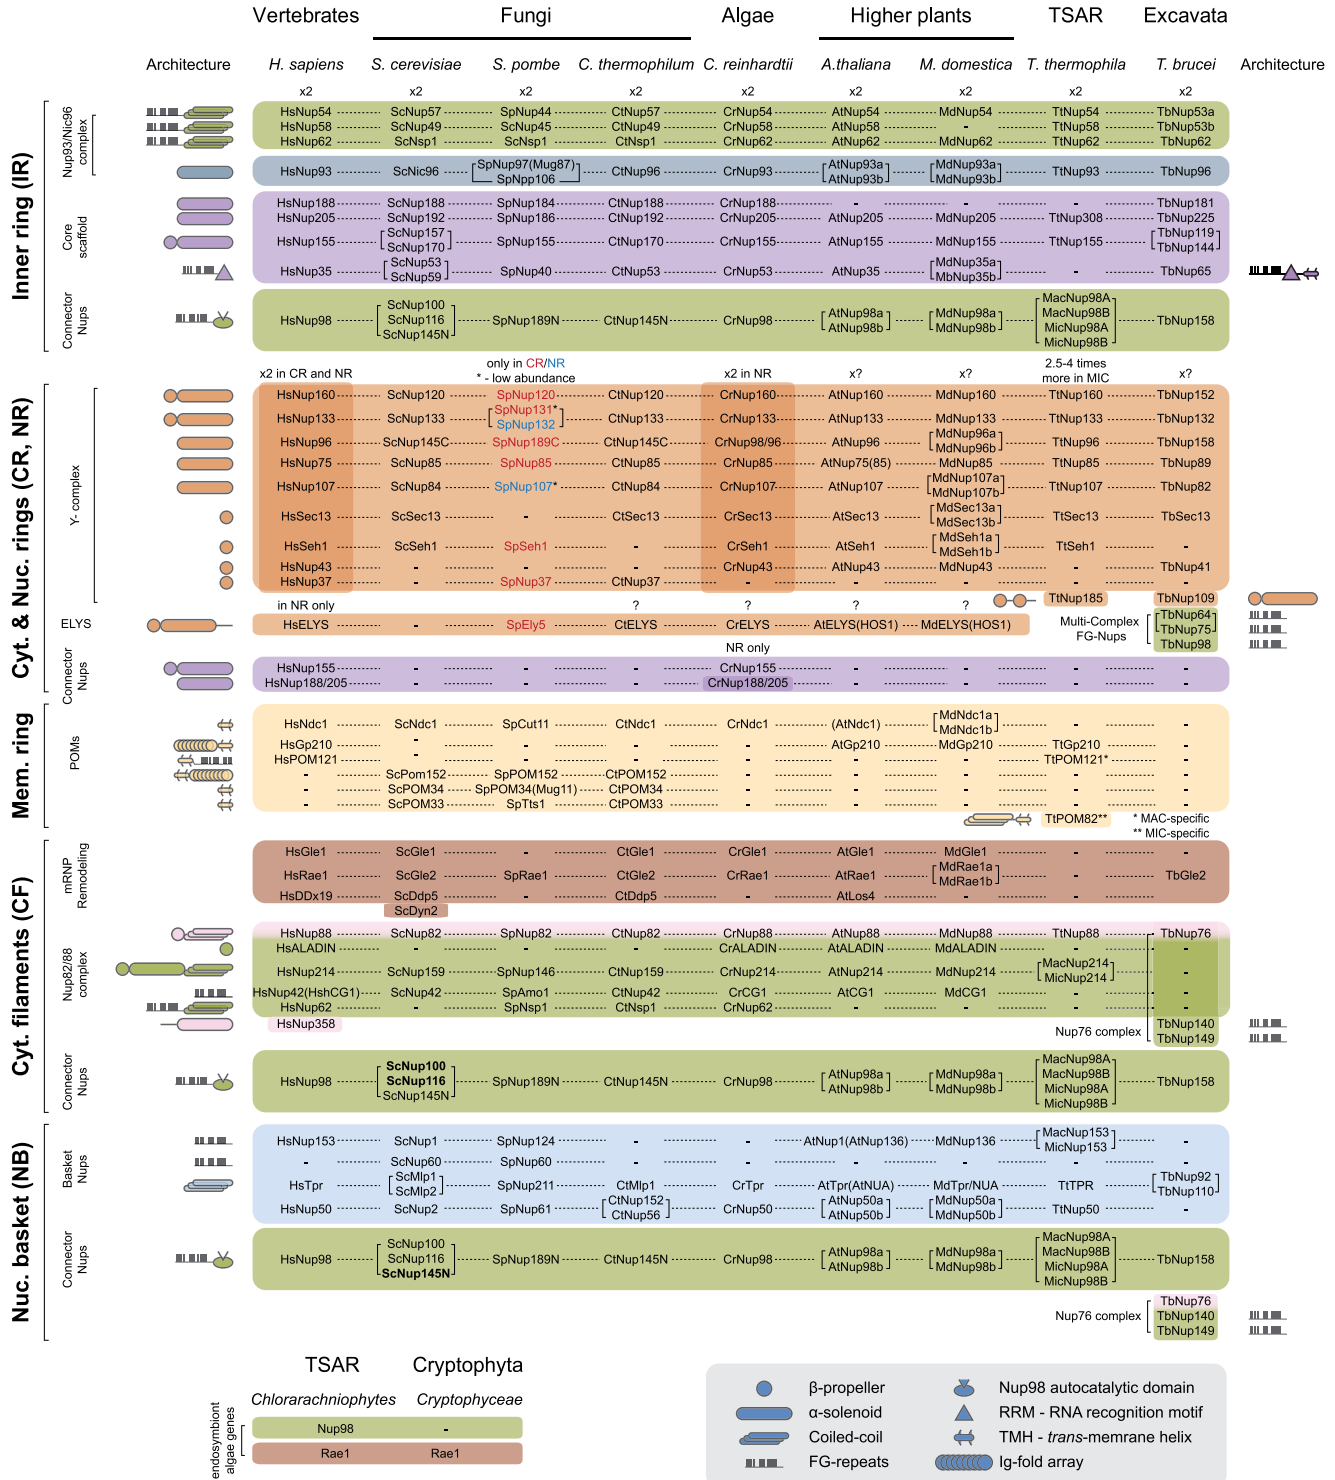 Vertebrates Fungi Algae Higher plants TSAR Excavata
Architecture H. sapiens S. cerevisiae S. pombe C. thermophilum C. reinhardtii A.thaliana M. domestica T. thermophila T. brucei Architecture
x2 x2 x2 x2 x2 x2 x2 x2 x2
Inner ring (IR)
Nup93/Nic96 complex
HsNup54 ScNup57 SpNup44 CtNup57 CrNup54 AtNup54 MdNup54 TtNup54 TbNup53a
HsNup58 ScNup49 SpNup45 CtNup49 CrNup58 AtNup58 - TtNup58 TbNup53b
HsNup62 ScNsp1 SpNsp1 CtNsp1 CrNup62 AtNup62 MdNup62 TtNup62 TbNup62
SpNup97(Mug87) AtNup93a MdNup93a
HsNup93 ScNic96 CtNup96 CrNup93 TtNup93 TbNup96
SpNpp106 AtNup93b MdNup93b
Core scaffold
HsNup188 ScNup188 SpNup184 CtNup188 CrNup188 - - - TbNup181
HsNup205 ScNup192 SpNup186 CtNup192 CrNup205 AtNup205 MdNup205 TtNup308 TbNup225
ScNup157 TbNup119
HsNup155 SpNup155 CtNup170 CrNup155 AtNup155 MdNup155 TtNup155
ScNup170 TbNup144
ScNup53 MdNup35a
HsNup35 SpNup40 CtNup53 CrNup53 AtNup35 - TbNup65
ScNup59 MbNup35b
Connector Nups
ScNup100 MacNup98A
HsNup98 ScNup116 SpNup189N CtNup145N CrNup98 AtNup98a MdNup98a MacNup98B TbNup158
ScNup145N AtNup98b MdNup98b MicNup98A
MicNup98B
Cyt. & Nuc. rings (CR, NR)
only in CR/NR 2.5-4 times
x2 in CR and NR * - low abundance x2 in NR x? x? more in MIC x?
Y- complex
HsNup160 ScNup120 SpNup120 CtNup120 CrNup160 AtNup160 MdNup160 TtNup160 TbNup152
SpNup131*
HsNup133 ScNup133 CtNup133 CrNup133 AtNup133 MdNup133 TtNup133 TbNup132
SpNup132
MdNup96a
HsNup96 ScNup145C SpNup189C CtNup145C CrNup98/96 AtNup96 TtNup96 TbNup158
MdNup96b
HsNup75 ScNup85 SpNup85 CtNup85 CrNup85 AtNup75(85) MdNup85 TtNup85 TbNup89
MdNup107a
HsNup107 ScNup84 SpNup107* CtNup84 CrNup107 AtNup107 TtNup107 TbNup82
MdNup107b
MdSec13a
HsSec13 ScSec13 - CtSec13 CrSec13 AtSec13 TtSec13 TbSec13
MdSec13b
MdSeh1a
HsSeh1 ScSeh1 SpSeh1 - CrSeh1 AtSeh1 TtSeh1 -
MdSeh1b
HsNup43 - - - CrNup43 AtNup43 MdNup43 - TbNup41
HsNup37 - SpNup37 CtNup37 - - - - -
TtNup185 TbNup109
in NR only ? ? ? ?
ELYS
HsELYS - SpEly5 CtELYS CrELYS AtELYS(HOS1) MdELYS(HOS1)
Multi-Complex FG-Nups
TbNup64
TbNup75
TbNup98
NR only
Connector Nups
HsNup155 - - - CrNup155 - - - -
HsNup188/205 - - - CrNup188/205 - - - -
Mem. ring
POMs
MdNdc1a
HsNdc1 ScNdc1 SpCut11 CtNdc1 CrNdc1 (AtNdc1) - -
MdNdc1b
HsGp210 - - - - AtGp210 MdGp210 TtGp210 -
HsPOM121 - - - - - - TtPOM121* -
- ScPom152 SpPOM152 CtPOM152 - - - - -
- ScPOM34 SpPOM34(Mug11) CtPOM34 - - - - -
- ScPOM33 SpTts1 CtPOM33 - - - - -
TtPOM82** * MAC-specific
** MIC-specific
Cyt. filaments (CF)
mRNP Remodeling
HsGle1 ScGle1 - CtGle1 CrGle1 AtGle1 MdGle1 - -
MdRae1a
HsRae1 ScGle2 SpRae1 CtGle2 CrRae1 AtRae1 - TbGle2
MdRae1b
HsDDx19 ScDdp5 - CtDdp5 - AtLos4 - - -
ScDyn2
Nup82/88 complex
HsNup88 ScNup82 SpNup82 CtNup82 CrNup88 AtNup88 MdNup88 TtNup88 TbNup76
HsALADIN - - - CrALADIN AtALADIN MdALADIN - -
MacNup214
HsNup214 ScNup159 SpNup146 CtNup159 CrNup214 AtNup214 MdNup214 -
MicNup214
HsNup42(HshCG1) ScNup42 SpAmo1 CtNup42 CrCG1 AtCG1 MdCG1 - -
HsNup62 - SpNsp1 CtNsp1 CrNup62 - - - -
HsNup358
Nup76 complex
TbNup140
TbNup149
Connector Nups
ScNup100 MacNup98A
HsNup98 ScNup116 SpNup189N CtNup145N CrNup98 AtNup98a MdNup98a MacNup98B TbNup158
ScNup145N AtNup98b MdNup98b MicNup98A
MicNup98B
Nuc. basket (NB)
Basket Nups
MacNup153
HsNup153 ScNup1 SpNup124 - - AtNup1(AtNup136) MdNup136 -
MicNup153
- ScNup60 SpNup60 - - - - - -
ScMlp1 TbNup92
HsTpr SpNup211 CtMlp1 CrTpr AtTpr(AtNUA) MdTpr/NUA TtTPR
ScMlp2 TbNup110
CtNup152 AtNup50a MdNup50a
HsNup50 ScNup2 SpNup61 CrNup50 TtNup50 -
CtNup56 AtNup50b MdNup50b
Connector Nups
ScNup100 MacNup98A
HsNup98 ScNup116 SpNup189N CtNup145N CrNup98 AtNup98a MdNup98a MacNup98B TbNup158
ScNup145N AtNup98b MdNup98b MicNup98A
MicNup98B
Nup76 complex
TbNup76
TbNup140
TbNup149
TSAR Cryptophyta
Chlorarachniophytes Cryptophyceae
endosymbiont algae genes
Nup98 -
Rae1 Rae1
β-propeller Nup98 autocatalytic domain
α-solenoid RRM - RNA recognition motif
Coiled-coil TMH - trans-memrane helix
FG-repeats Ig-fold array